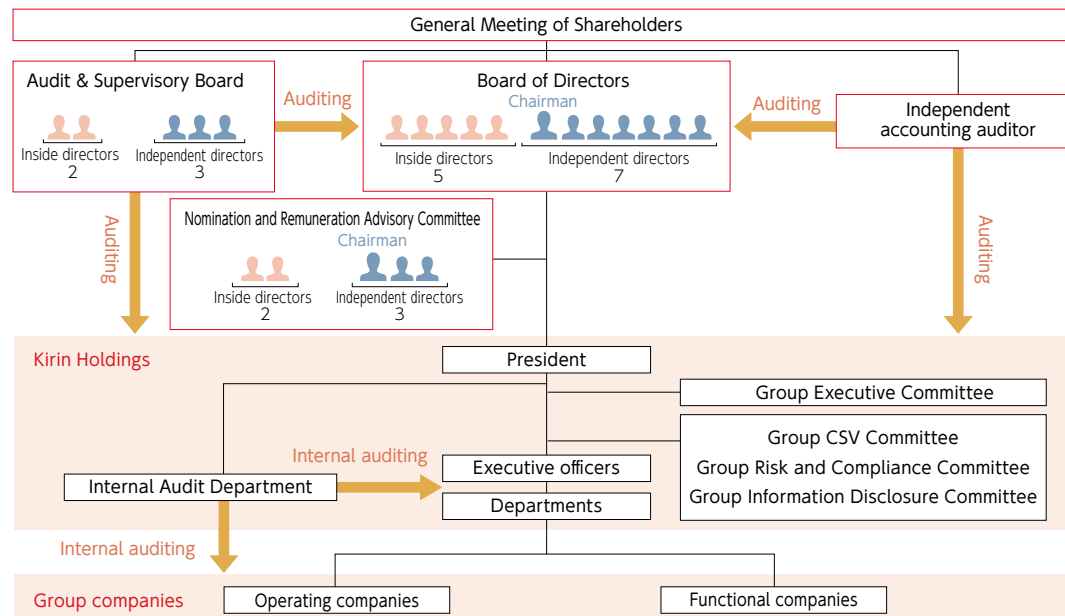 General Meeting of Shareholders
Audit & Supervisory Board
Inside directors
2
Independent directors
3
Auditing
Board of Directors
Chairman
Inside directors
5
Independent directors
7
Auditing
Independent
accounting auditor
Auditing
Nomination and Remuneration Advisory Committee
Chairman
Inside directors
2
Independent directors
3
Auditing
Kirin Holdings
President
Group Executive Committee
Group CSV Committee
Group Risk and Compliance Committee
Group Information Disclosure Committee
Internal auditing
Executive officers
Internal Audit Department
Departments
Internal auditing
Group companies
Operating companies
Functional companies